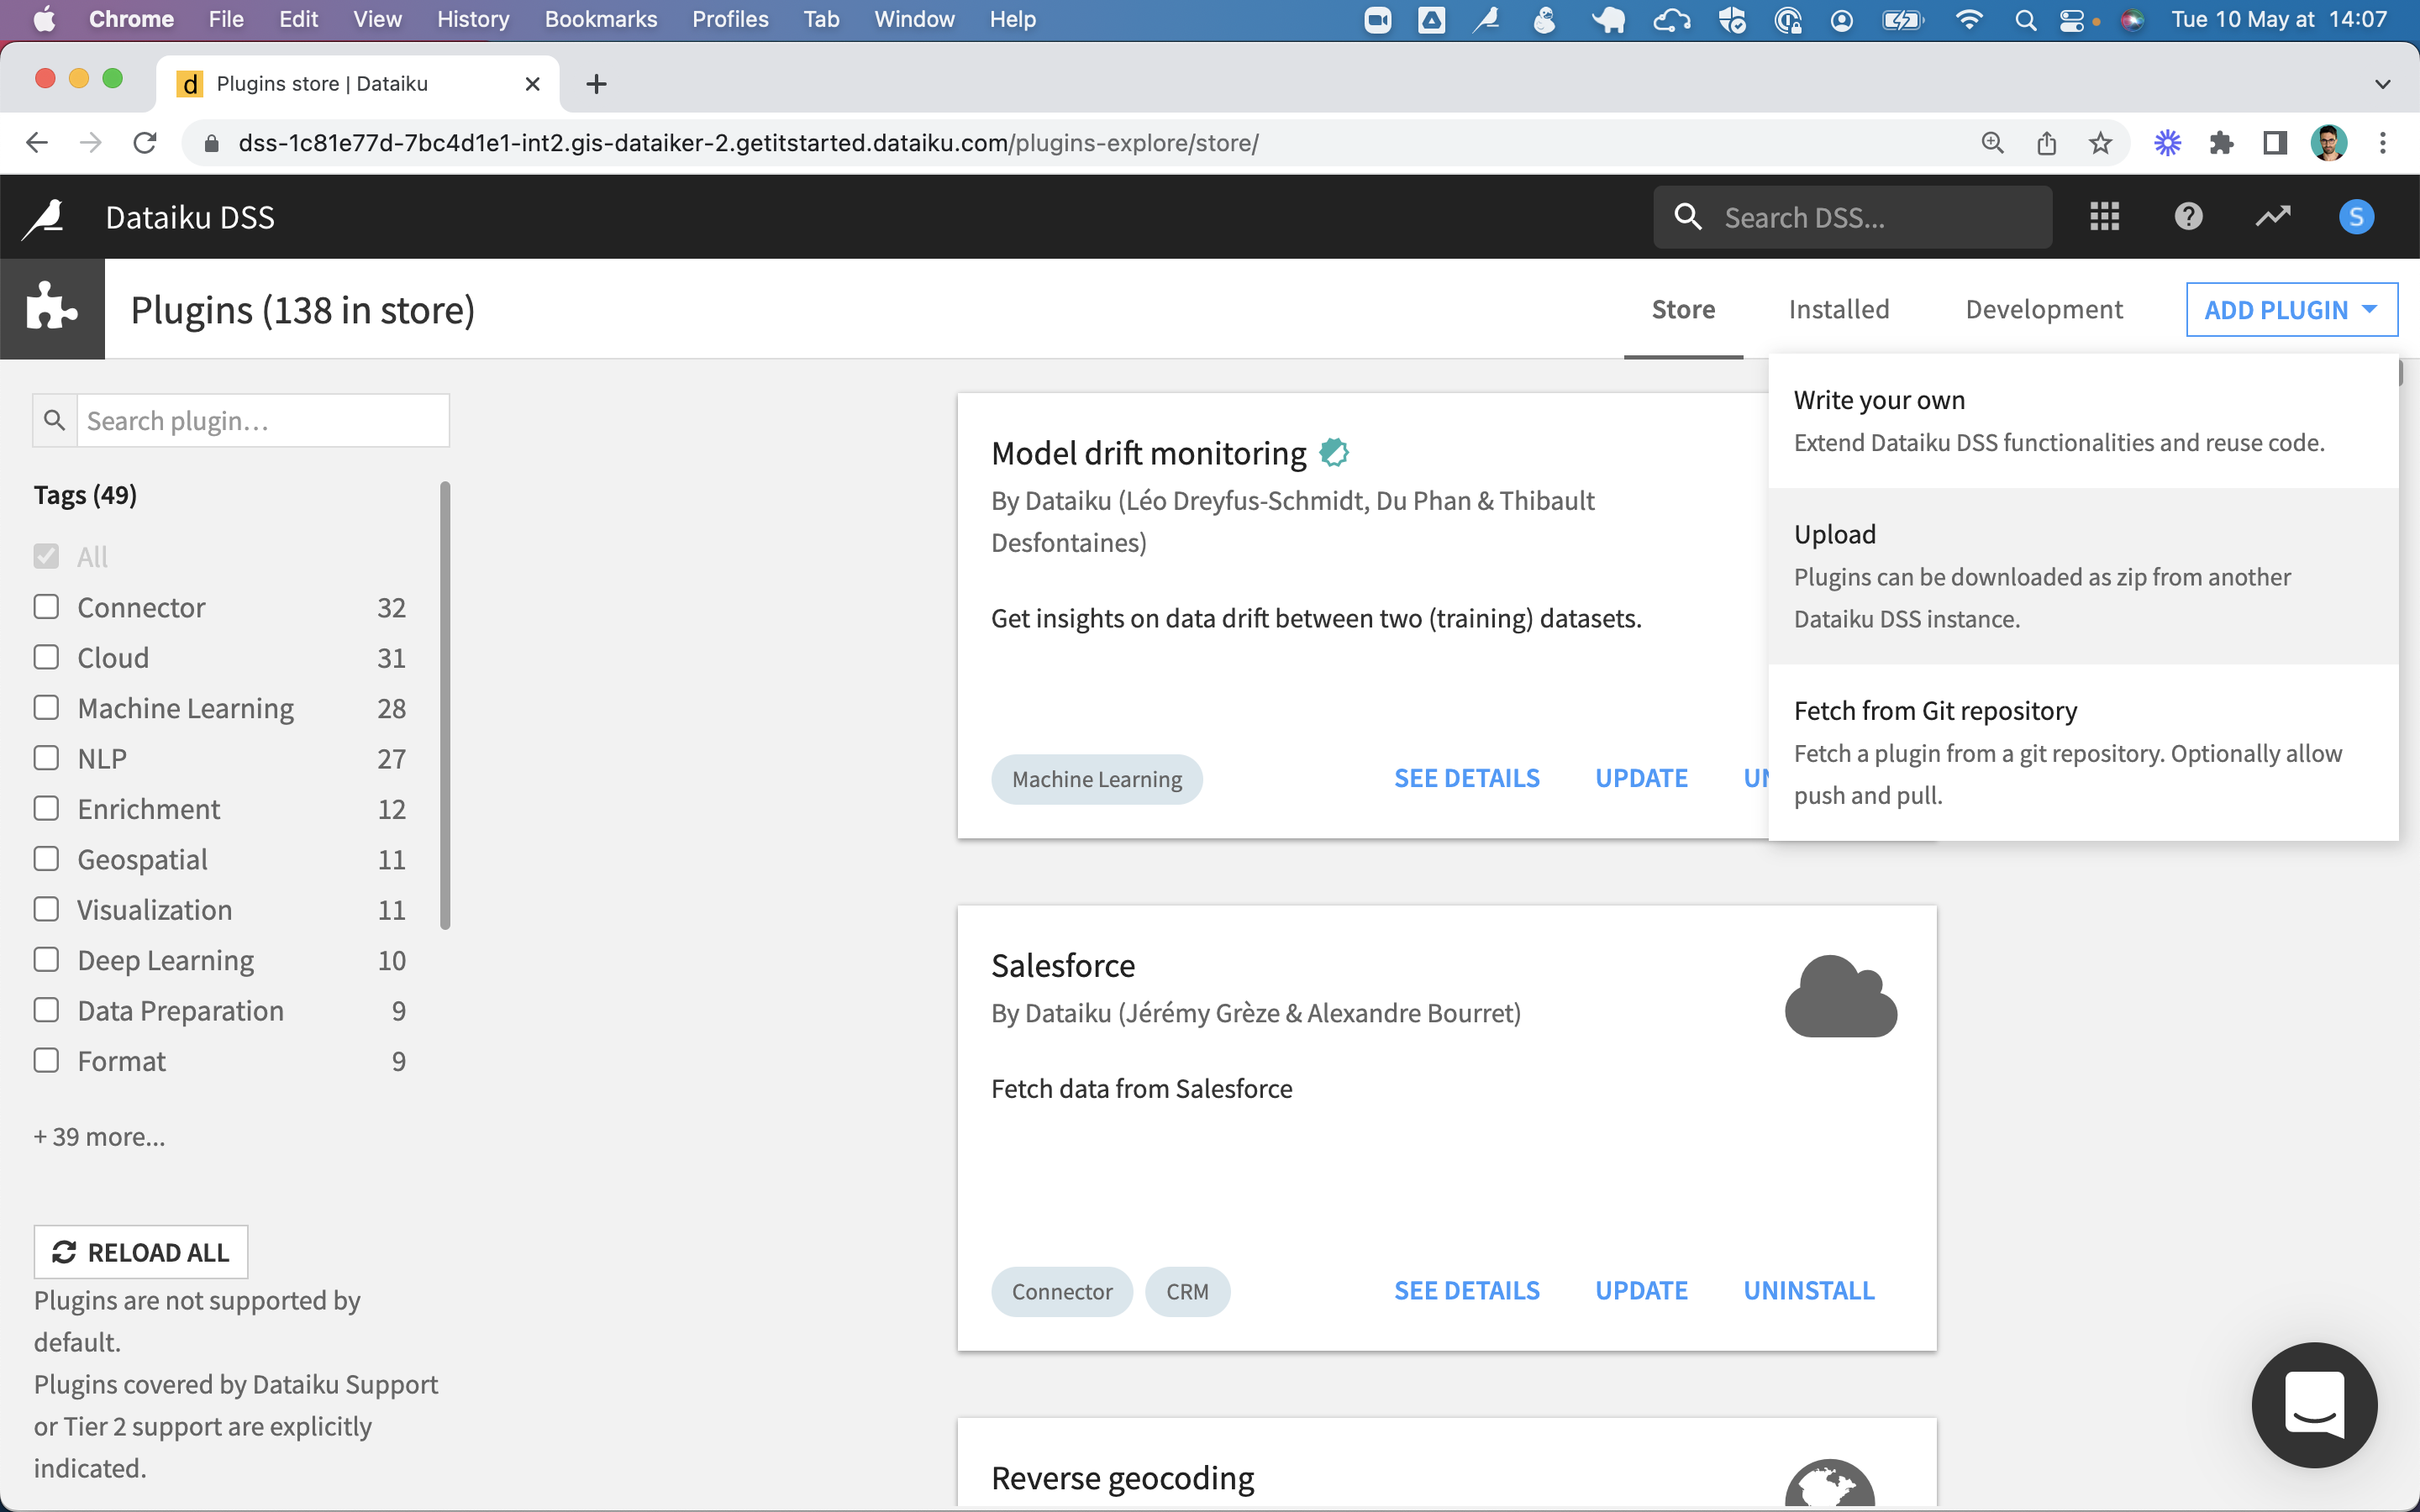 Chrome File Edit View History Bookmarks Profiles Tab Window Help
Tue 10 May at 14:07
d Plugins store | Dataiku
dss-1c81e77d-7bc4d1e1-int2.gis-dataiker-2.getitstarted.dataiku.com/plugins-explore/store/
Dataiku DSS
Search DSS...
S
Plugins (138 in store)
Store
Installed
Development
ADD PLUGIN
Write your own
Extend Dataiku DSS functionalities and reuse code.
Upload
Plugins can be downloaded as zip from another
Dataiku DSS instance.
Fetch from Git repository
Fetch a plugin from a git repository. Optionally allow
push and pull.
Search plugin...
Tags (49)
All
Connector 32
Cloud 31
Machine Learning 28
NLP 27
Enrichment 12
Geospatial 11
Visualization 11
Deep Learning 10
Data Preparation 9
Format 9
+ 39 more...
RELOAD ALL
Plugins are not supported by
default.
Plugins covered by Dataiku Support
or Tier 2 support are explicitly
indicated.
Model drift monitoring
By Dataiku (Léo Dreyfus-Schmidt, Du Phan & Thibault
Desfontaines)
Get insights on data drift between two (training) datasets.
Machine Learning
SEE DETAILS
UPDATE
Salesforce
By Dataiku (Jérémy Grèze & Alexandre Bourret)
Fetch data from Salesforce
Connector
CRM
SEE DETAILS
UPDATE
UNINSTALL
Reverse geocoding